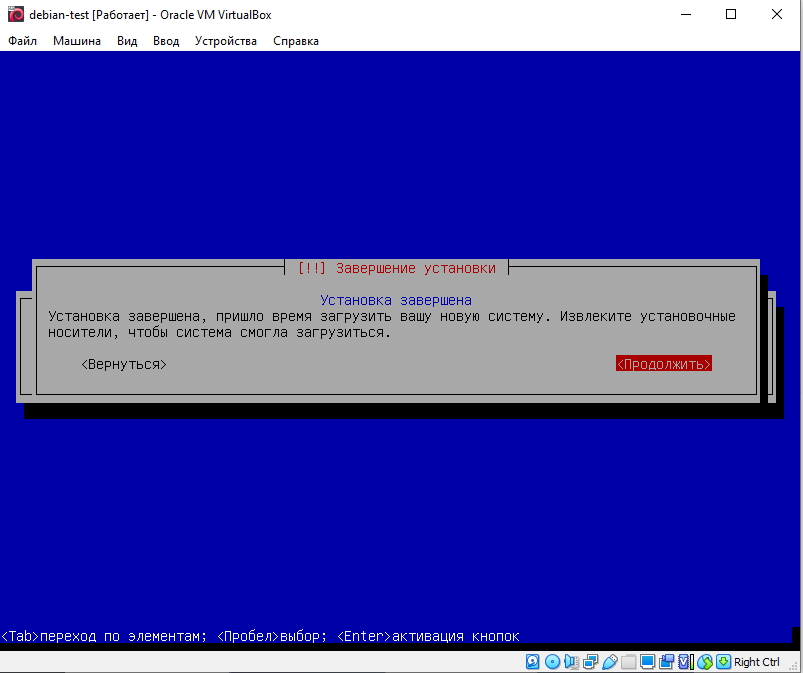 debian-test [Работает] - Oracle VM VirtualBox
Файл Машина Вид Ввод Устройства Справка
[!!] Завершение установки
Установка завершена
Установка завершена, пришло время загрузить вашу новую систему. Извлеките установочные
носители, чтобы система смогла загрузиться.
<Вернуться> <Продолжить>
<Tab>переход по элементам; <Пробел>выбор; <Enter>активация кнопок
Right Ctrl